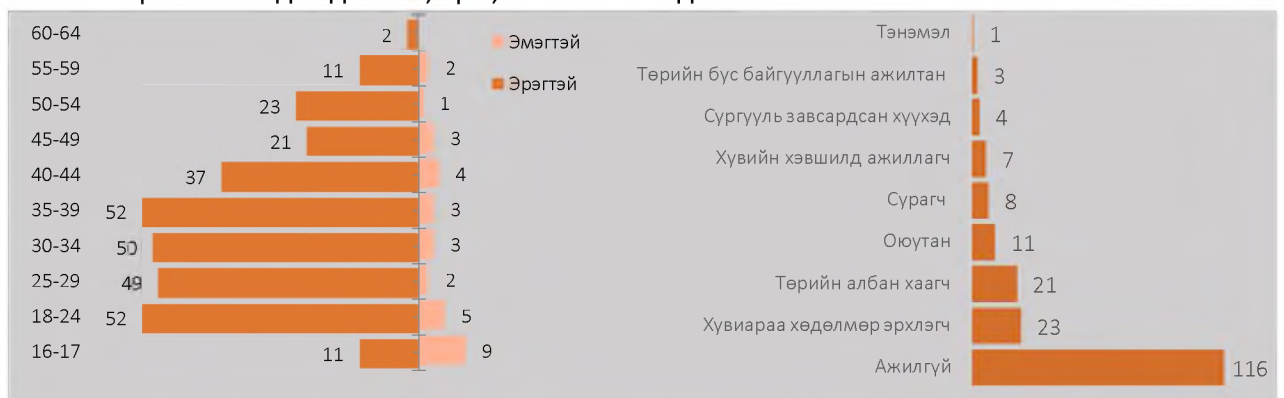 60-64 2
55-59 11 2
50-54 23 1
45-49 21 3
40-44 37 4
35-39 52 3
30-34 50 3
25-29 49 2
18-24 52 5
16-17 11 9
Эмэгтэй
Эрэгтэй
Тэнэмэл 1
Төрийн бус байгууллагын ажилтан 3
Сургууль завсардсан хүүхэд 4
Хувийн хэвшилд ажиллагч 7
Сурагч 8
Оюутан 11
Төрийн албан хаагч 21
Хувиараа хөдөлмөр эрхлэгч 23
Ажилгүй 116